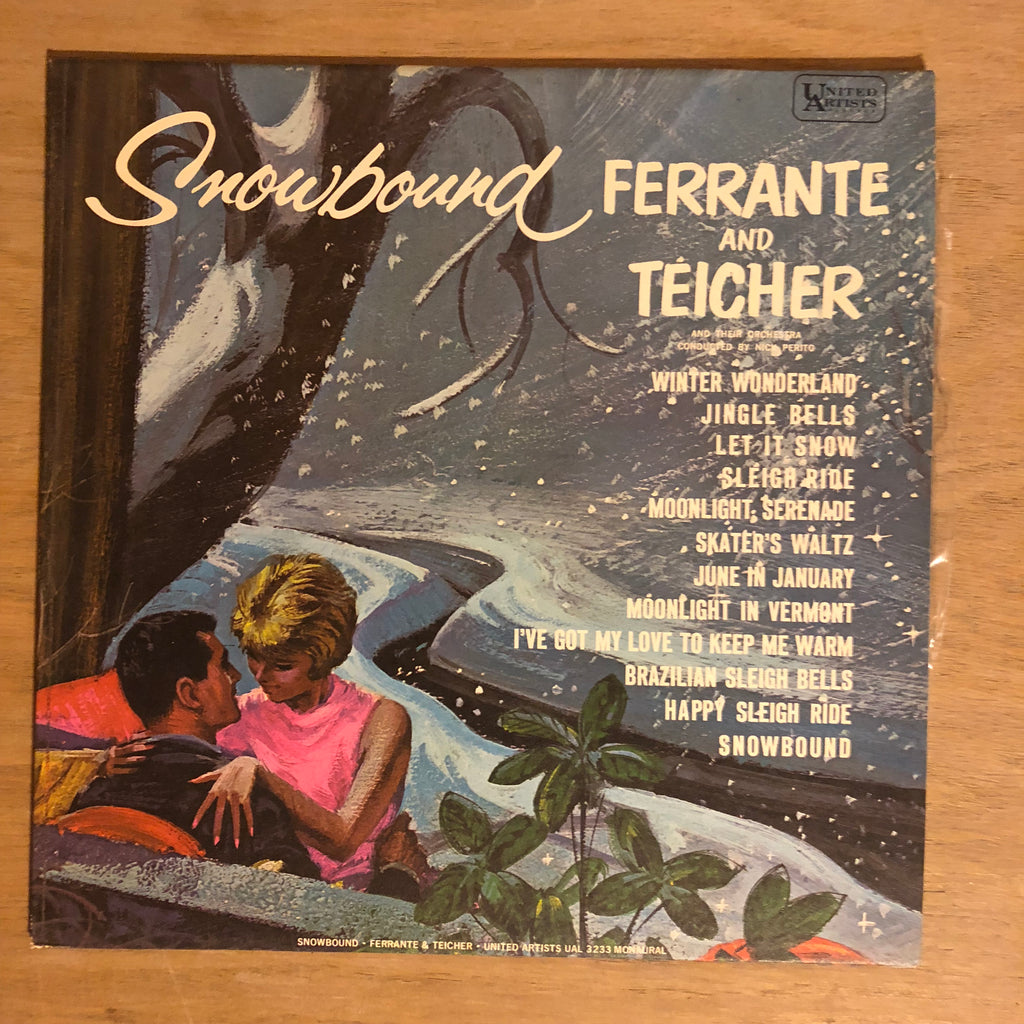 UNITED
ARTISTS
Snowbound
FERRANTE
AND
TEICHER
AND THEIR ORCHESTRA
CONDUCTED BY NICK PERITO
WINTER WONDERLAND
JINGLE BELLS
LET IT SNOW
SLEIGH RIDE
MOONLIGHT SERENADE
SKATER'S WALTZ
JUNE IN JANUARY
MOONLIGHT IN VERMONT
I'VE GOT MY LOVE TO KEEP ME WARM
BRAZILIAN SLEIGH BELLS
HAPPY SLEIGH RIDE
SNOWBOUND
SNOWBOUND • FERRANTE & TEICHER • UNITED ARTISTS UAL 3233 MONAURAL